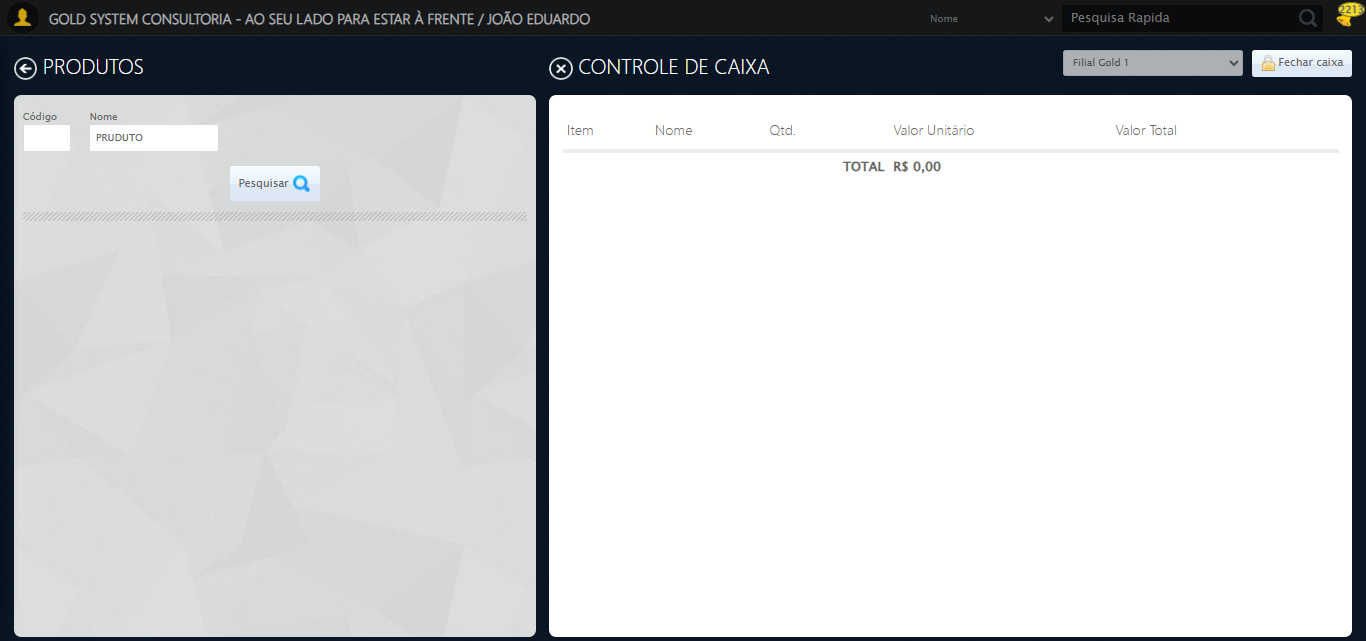 GOLD SYSTEM CONSULTORIA - AO SEU LADO PARA ESTAR À FRENTE / JOÃO EDUARDO
Nome
Pesquisa Rapida
2213
PRODUTOS
CONTROLE DE CAIXA
Filial Gold 1
Fechar caixa
Código
Nome
PRUDUTO
Pesquisar
Item Nome Qtd. Valor Unitário Valor Total
TOTAL R$ 0,00